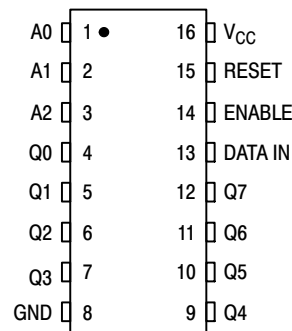 A0 1 16 VCC
A1 2 15 RESET
A2 3 14 ENABLE
Q0 4 13 DATA IN
Q1 5 12 Q7
Q2 6 11 Q6
Q3 7 10 Q5
GND 8 9 Q4